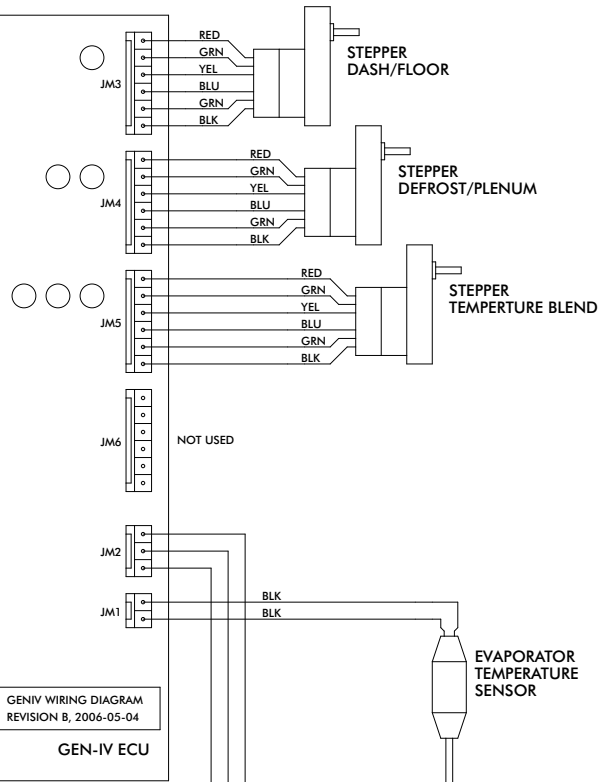 RED
GRN
YEL
BLU
GRN
BLK
JM3
STEPPER
DASH/FLOOR
RED
GRN
YEL
BLU
GRN
BLK
JM4
STEPPER
DEFROST/PLENUM
RED
GRN
YEL
BLU
GRN
BLK
JM5
STEPPER
TEMPERTURE BLEND
JM6
NOT USED
JM2
JM1
BLK
BLK
EVAPORATOR
TEMPERATURE
SENSOR
GENIV WIRING DIAGRAM
REVISION B, 2006-05-04
GEN-IV ECU